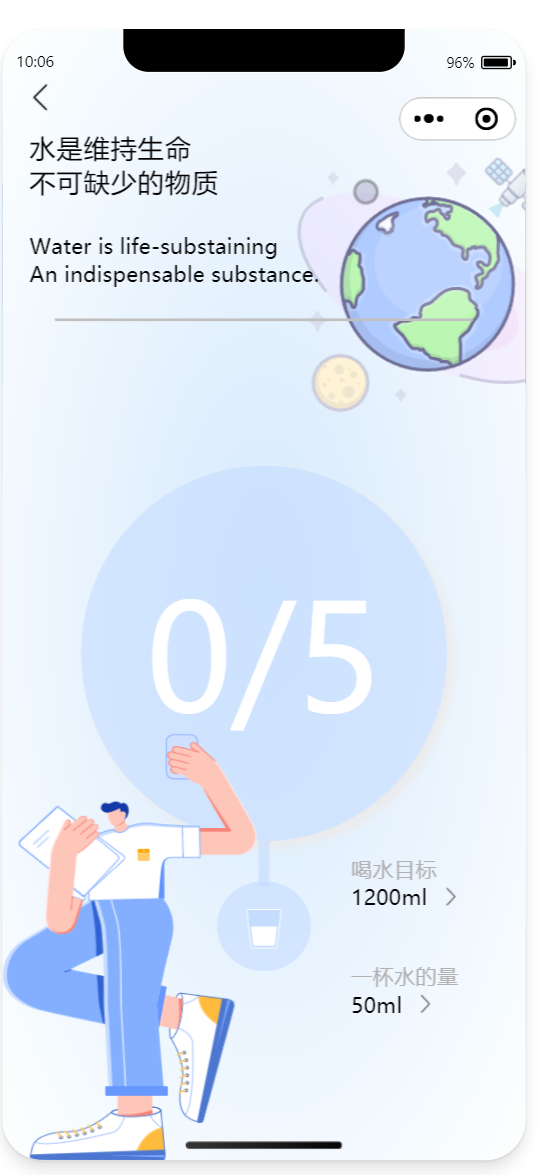 10:06
96%
水是维持生命
不可缺少的物质
Water is life-substaining
An indispensable substance.
0/5
喝水目标
1200ml
一杯水的量
50ml